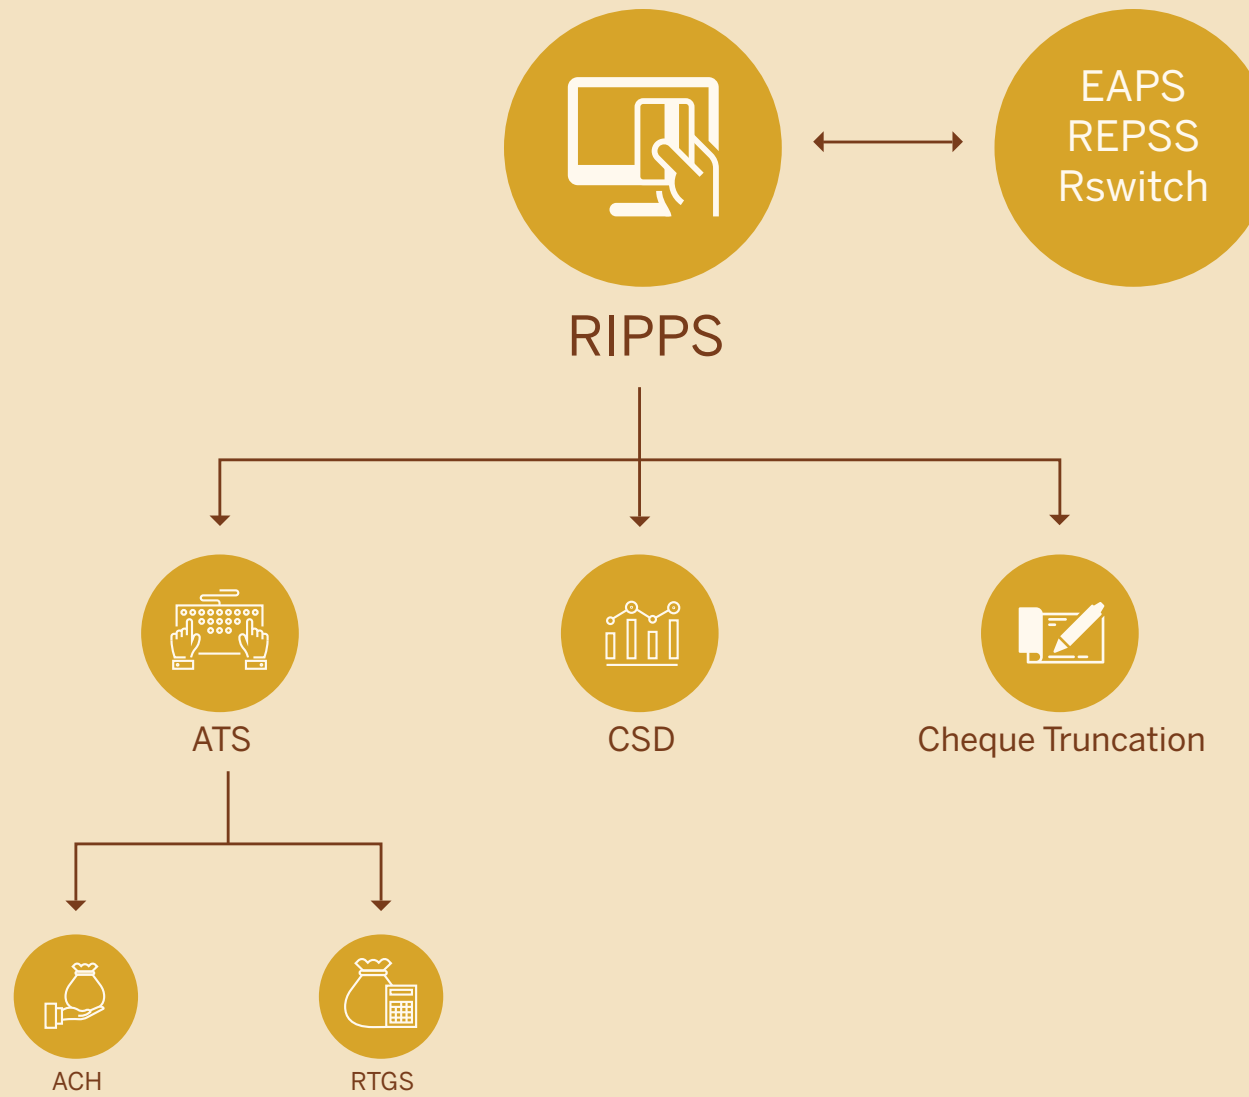 EAPS
REPSS
Rswitch
RIPPS
ATS
CSD
Cheque Truncation
ACH
RTGS